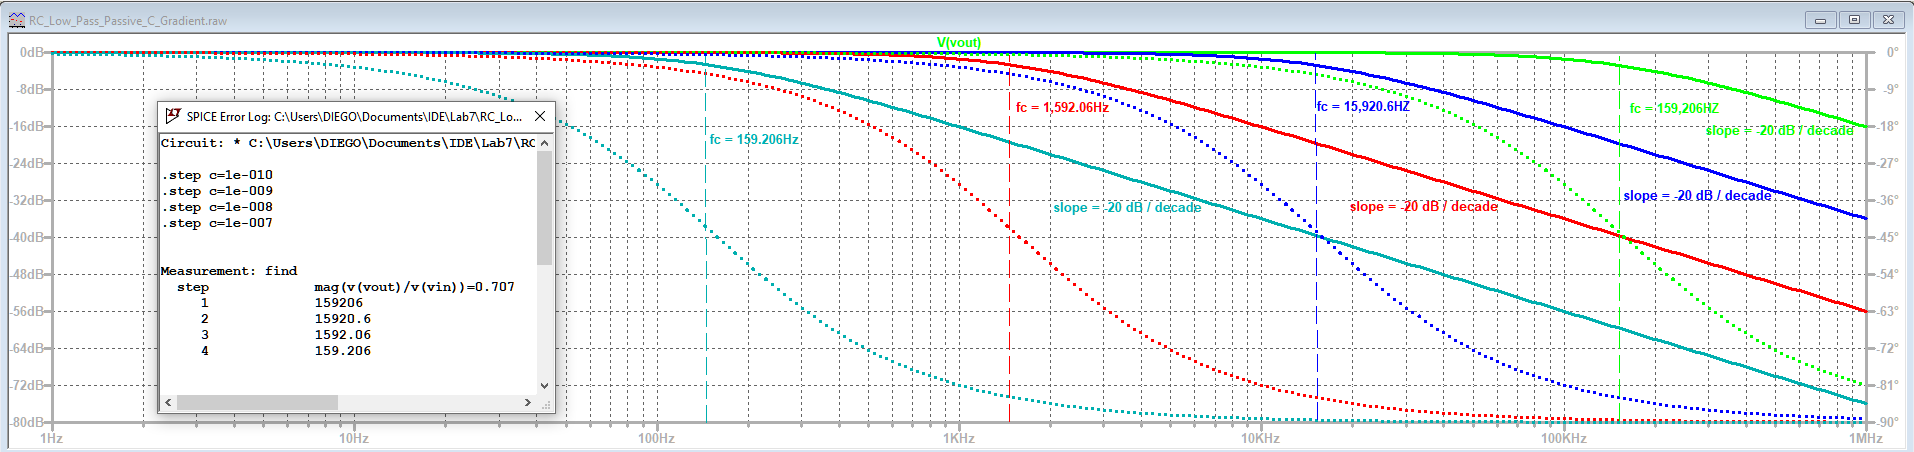 RC_Low_Pass_Passive_C_Gradient.raw
V(vout)
0dB
-8dB
-16dB
-24dB
-32dB
-40dB
-48dB
-56dB
-64dB
-72dB
-80dB
SPICE Error Log: C:\Users\DIEGO\Documents\IDE\Lab7\RC_Lo...
Circuit: * C:\Users\DIEGO\Documents\IDE\Lab7\RC
.step c=1e-010
.step c=1e-009
.step c=1e-008
.step c=1e-007
Measurement: find
step mag(v(vout)/v(vin))=0.707
1 159206
2 15920.6
3 1592.06
4 159.206
fc = 159.206Hz
fc = 1,592.06Hz
fc = 15,920.6HZ
fc = 159,206HZ
slope = -20 dB / decade
slope = -20 dB / decade
slope = -20 dB / decade
slope = -20 dB / decade
0°
-9°
-18°
-27°
-36°
-45°
-54°
-63°
-72°
-81°
-90°
1Hz 10Hz 100Hz 1KHz 10KHz 100KHz 1MHz